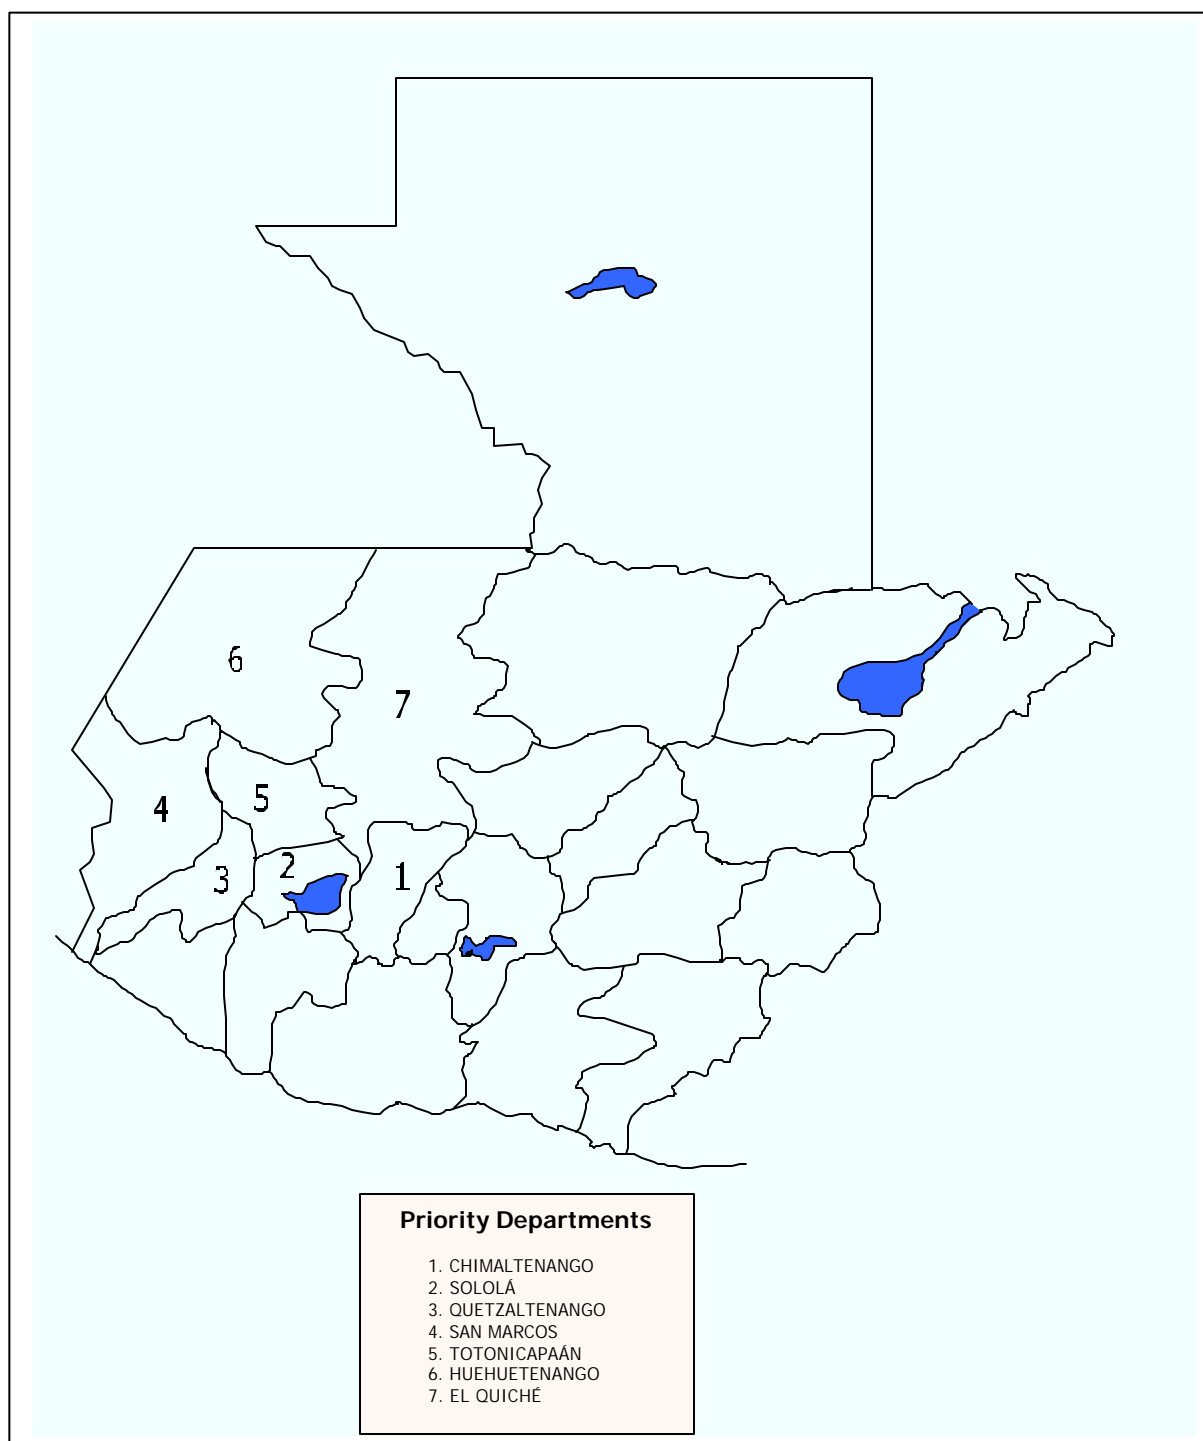 6
7
5
4
2
3
1
Priority Departments
1. CHIMALTENANGO
2. SOLOLÁ
3. QUETZALTENANGO
4. SAN MARCOS
5. TOTONICAPAÁN
6. HUEHUETENANGO
7. EL QUICHÉ